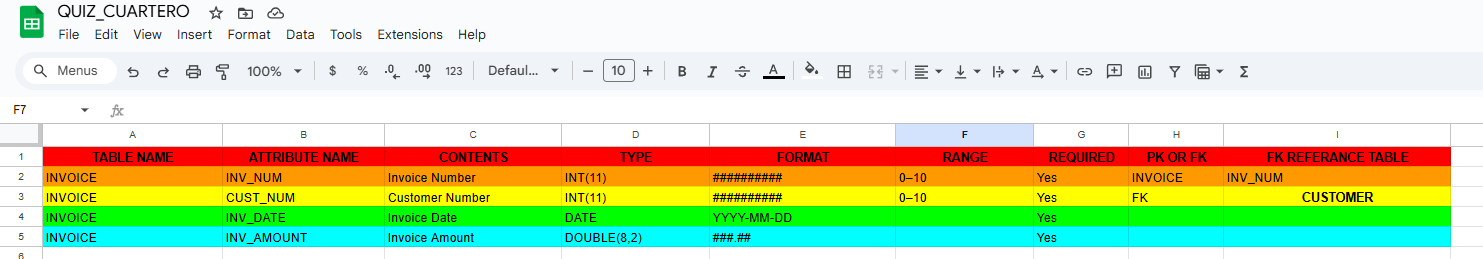 QUIZ_CUARTERO
File Edit View Insert Format Data Tools Extensions Help
Menus 100% $ % .0 .00 123 Defaul... − 10 + B I A A Σ
F7 fx
A B C D E F G H I
1 TABLE NAME ATTRIBUTE NAME CONTENTS TYPE FORMAT RANGE REQUIRED PK OR FK FK REFERANCE TABLE
2 INVOICE INV_NUM Invoice Number INT(11) ########## 0–10 Yes INVOICE INV_NUM
3 INVOICE CUST_NUM Customer Number INT(11) ########## 0–10 Yes FK CUSTOMER
4 INVOICE INV_DATE Invoice Date DATE YYYY-MM-DD Yes
5 INVOICE INV_AMOUNT Invoice Amount DOUBLE(8,2) ###.## Yes
6